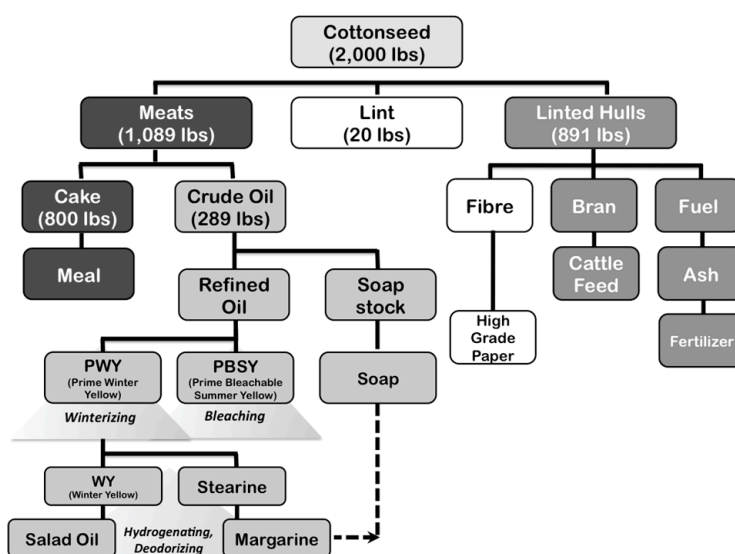 Cottonseed
(2,000 lbs)
Meats
(1,089 lbs)
Lint
(20 lbs)
Linted Hulls
(891 lbs)
Cake
(800 lbs)
Crude Oil
(289 lbs)
Fibre
Bran
Fuel
Meal
Refined
Oil
Soap
stock
Cattle
Feed
Ash
High
Grade
Paper
Fertilizer
PWY
(Prime Winter
Yellow)
PBSY
(Prime Bleachable
Summer Yellow)
Soap
Winterizing
Bleaching
WY
(Winter Yellow)
Stearine
Salad Oil
Hydrogenating,
Deodorizing
Margarine